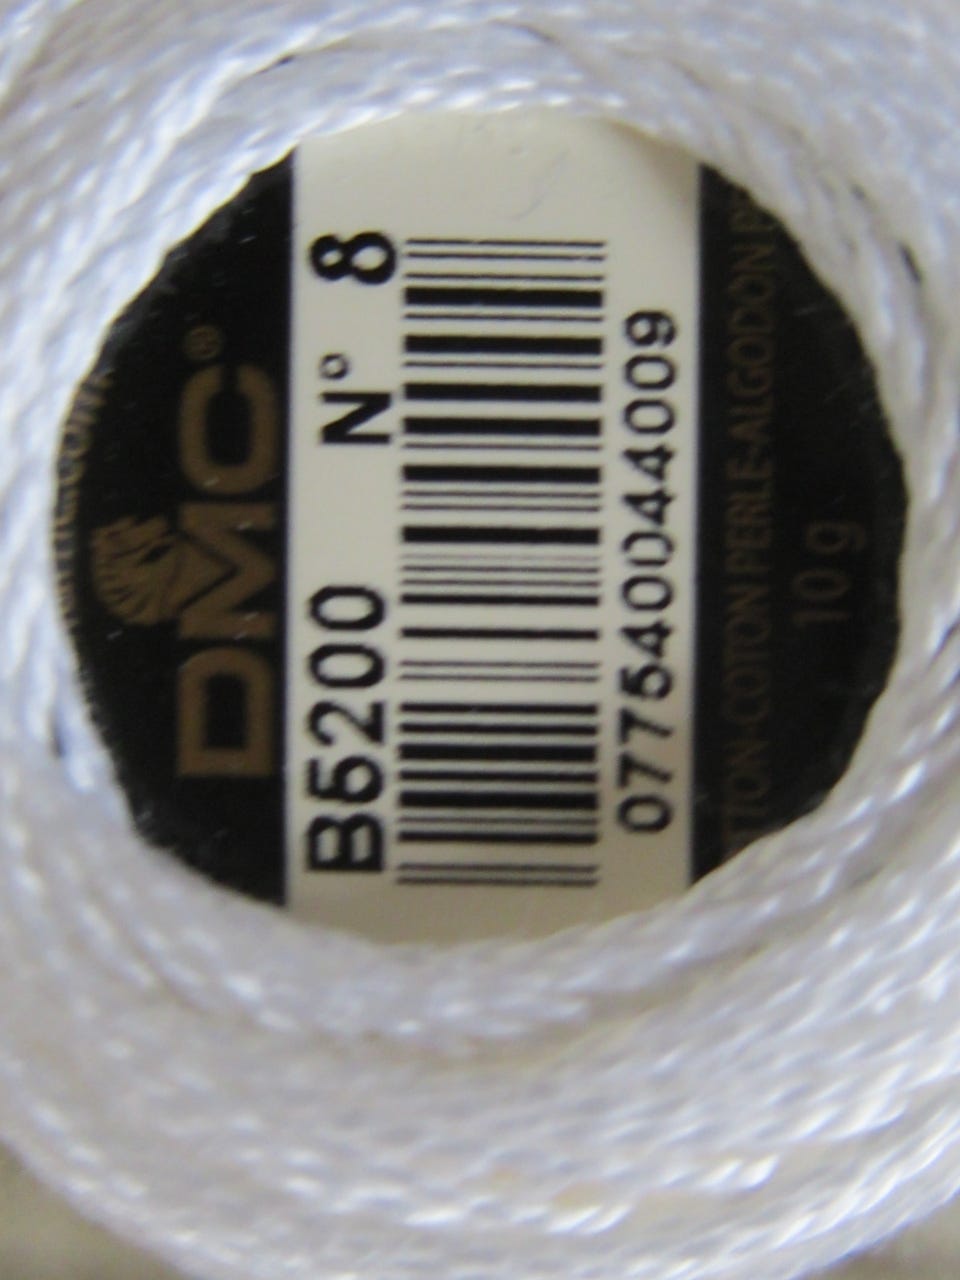 DMC®
B5200 N° 8
077540044009
COTON PERLE-ALGODON
10 g